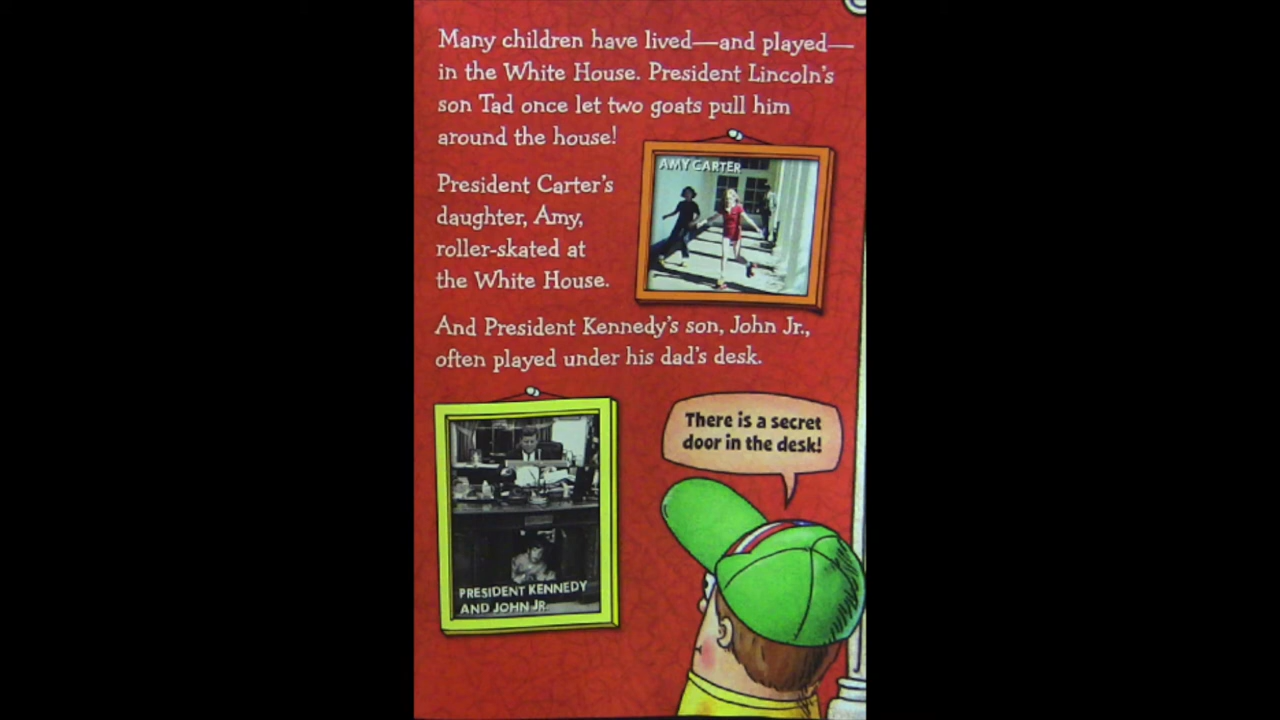 Many children have lived—and played—
in the White House. President Lincoln's
son Tad once let two goats pull him
around the house!
AMY CARTER
President Carter's
daughter, Amy,
roller-skated at
the White House.
And President Kennedy's son, John Jr.,
often played under his dad's desk.
There is a secret
door in the desk!
PRESIDENT KENNEDY
AND JOHN JR.